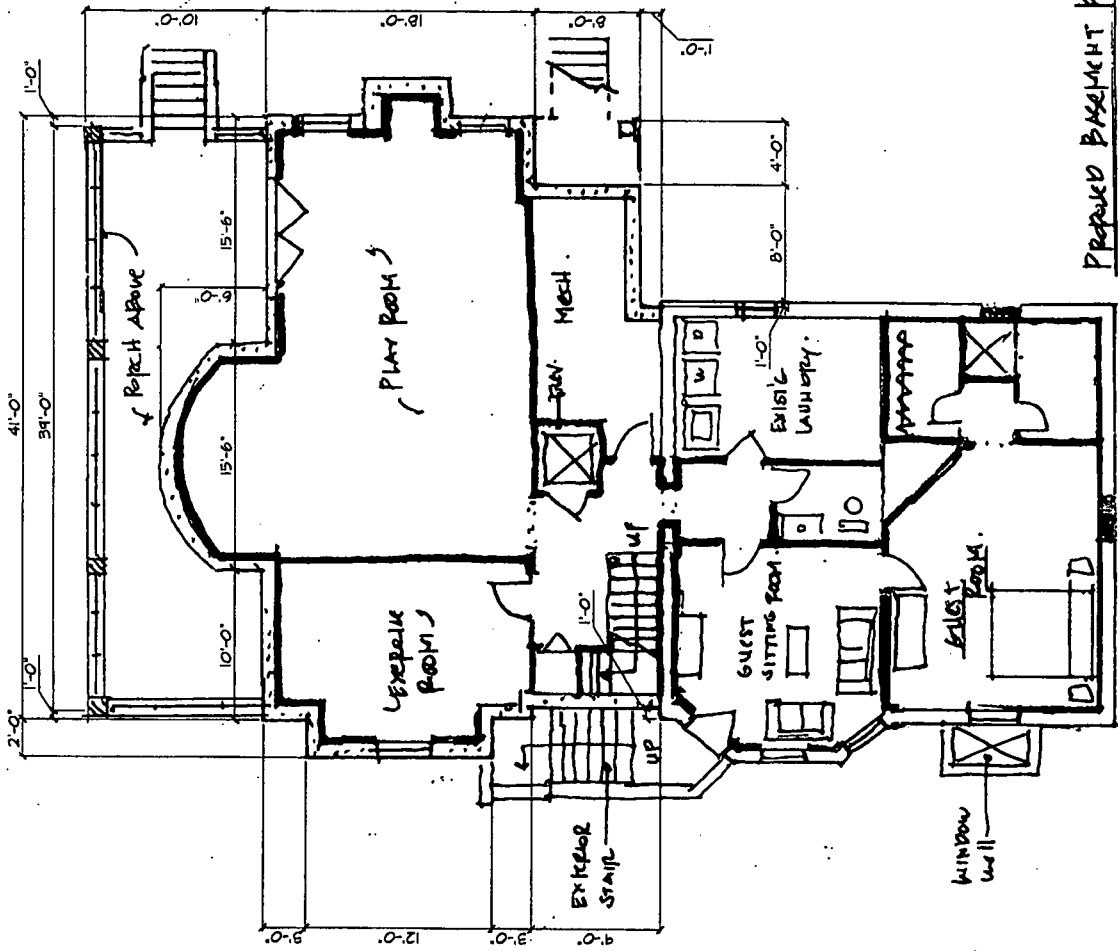 41'-0"
39'-0"
1'-0"
2'-0"
1'-0"
10'-0"
18'-0"
8'-0"
1'-0"
PORCH ABOVE
15'-6"
6'-0"
15'-6"
10'-0"
PLAY ROOM
EXERCISE
ROOM
MECH.
ELEV.
4'-0"
8'-0"
1'-0"
UP
1'-0"
UP
W
D
EXIST'G
LAUNDRY.
GUEST
SITTING ROOM.
GUEST
ROOM.
EXTERIOR
STAIR
WINDOW
WELL
5'-0"
12'-0"
3'-0"
9'-0"
PROPOSED BASEMENT